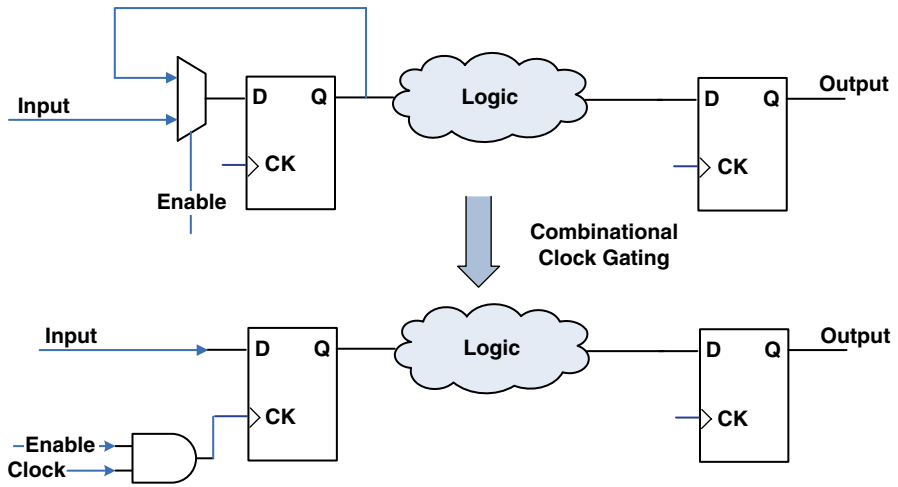 Input
D Q
CK
Enable
Logic
D Q
CK
Output
Combinational
Clock Gating
Input
D Q
CK
Enable
Clock
Logic
D Q
CK
Output